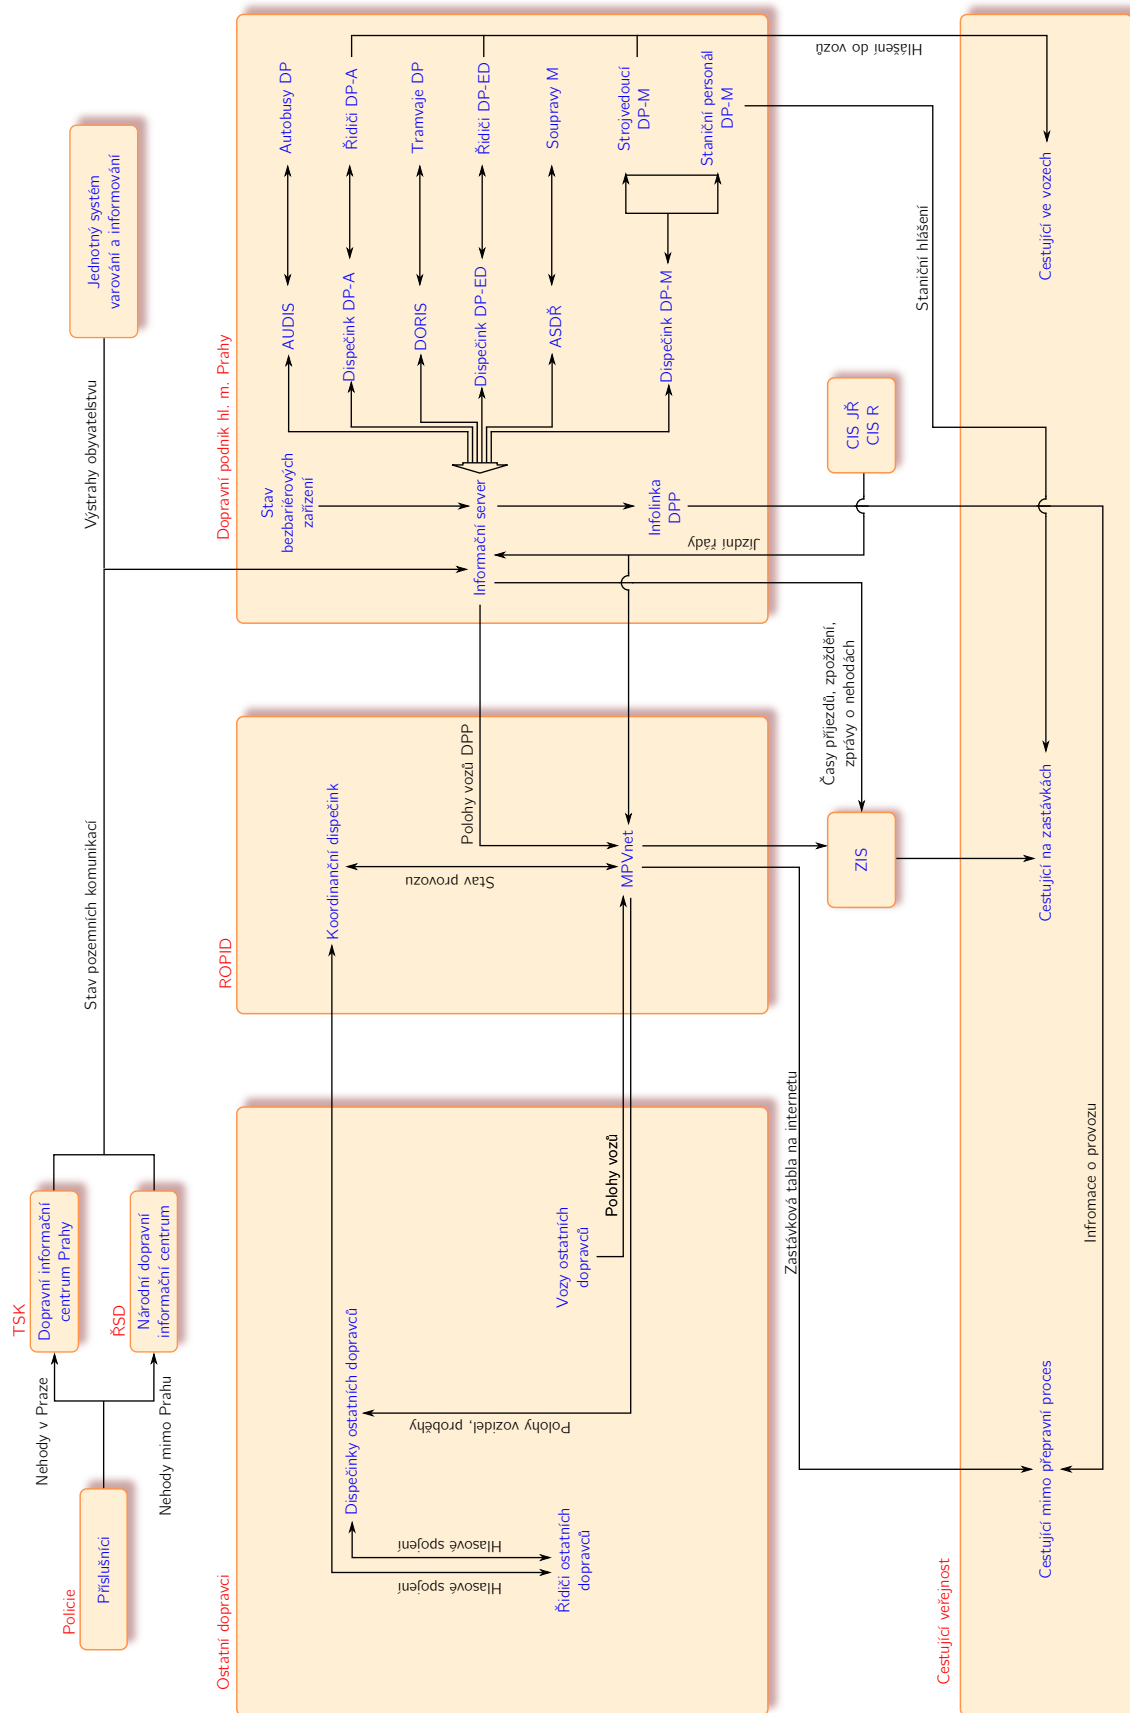 Policie
Příslušníci
Nehody v Praze
Nehody mimo Prahu
TSK
Dopravní informační
centrum Prahy
ŘSD
Národní dopravní
informační centrum
Stav pozemních komunikací
Výstrahy obyvatelstvu
Jednotný systém
varování a informování
Ostatní dopravci
Hlasové spojení
Hlasové spojení
Řidiči ostatních
dopravců
Dispečinky ostatních dopravců
Polohy vozidel, proběhy
Vozy ostatních
dopravců
Polohy vozů
ROPID
Koordinanční dispečink
Stav provozu
MPVnet
Polohy vozů DPP
Dopravní podnik hl. m. Prahy
Stav
bezbariérových
zařízení
Informační server
Infolinka
DPP
Jízdní řády
AUDIS
Dispečink DP-A
DORIS
Dispečink DP-ED
ASDŘ
Dispečink DP-M
Autobusy DP
Řidiči DP-A
Tramvaje DP
Řidiči DP-ED
Soupravy M
Strojvedoucí
DP-M
Staniční personál
DP-M
Hlášení do vozů
Staniční hlášení
CIS JŘ
CIS R
Časy příjezdů, zpoždění,
zprávy o nehodách
ZIS
Zastávková tabla na internetu
Cestující veřejnost
Cestující mimo přepravní proces
Cestující na zastávkách
Cestující ve vozech
Infromace o provozu